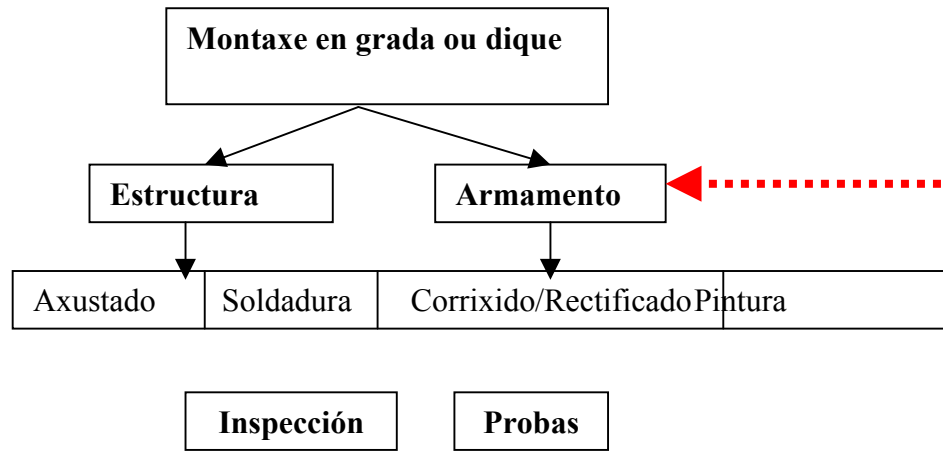 Montaxe en grada ou dique
Estructura
Armamento
Axustado
Soldadura
Corrixido/Rectificado
Pintura
Inspección
Probas